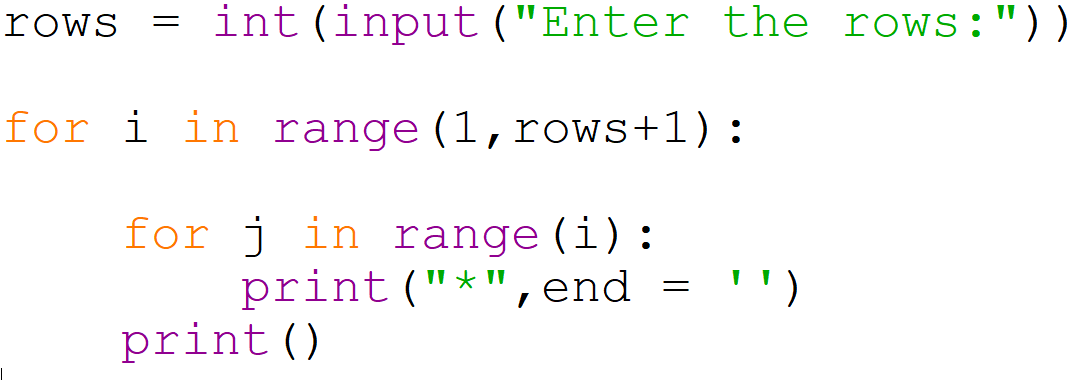 rows = int(input("Enter the rows:"))
for i in range(1,rows+1):
    for j in range(i):
        print("*",end = '')
    print()